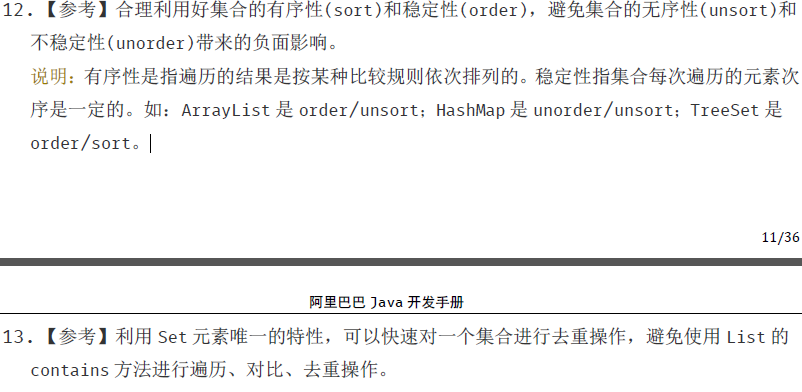 12. 【参考】合理利用好集合的有序性(sort)和稳定性(order)，避免集合的无序性(unsort)和
不稳定性(unorder)带来的负面影响。
说明：有序性是指遍历的结果是按某种比较规则依次排列的。稳定性指集合每次遍历的元素次
序是一定的。如：ArrayList 是 order/unsort；HashMap 是 unorder/unsort；TreeSet 是
order/sort。
11/36
阿里巴巴 Java 开发手册
13. 【参考】利用 Set 元素唯一的特性，可以快速对一个集合进行去重操作，避免使用 List 的
contains 方法进行遍历、对比、去重操作。